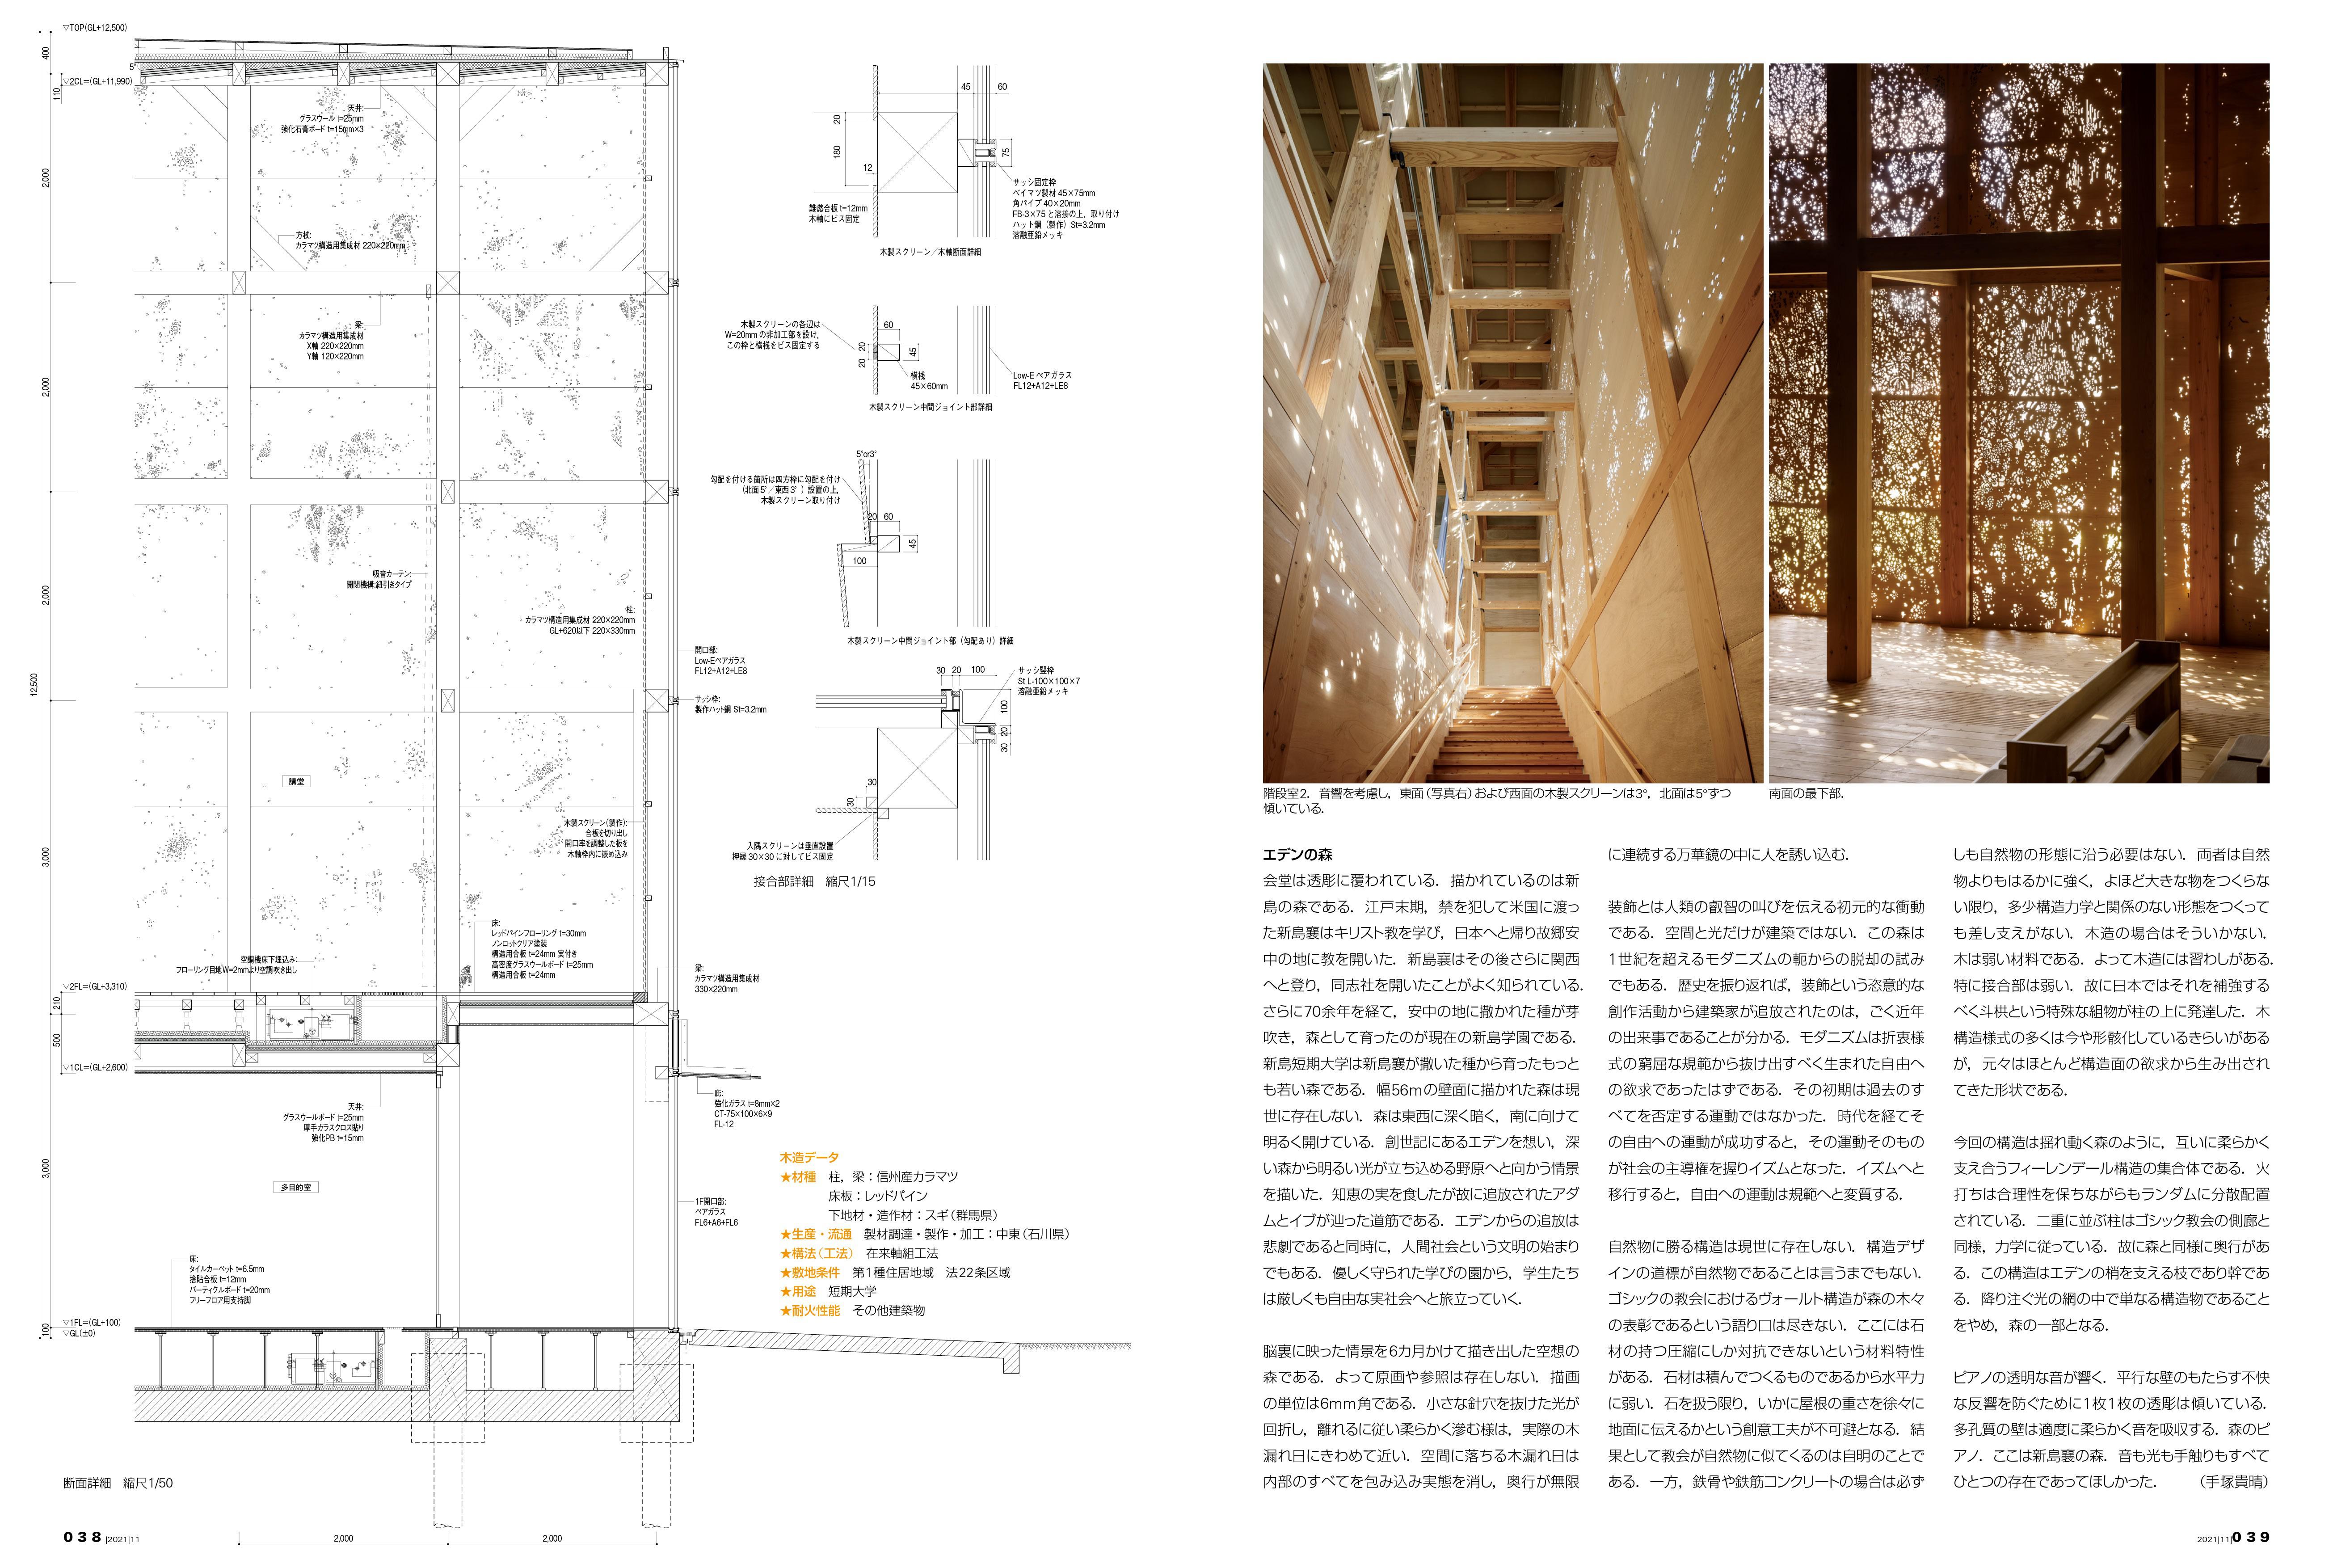 ▽TOP(GL+12,500)
400
5°
▽2CL=(GL+11,990)
110
天井:
グラスウール t=25mm
強化石膏ボード t=15mm×3
2,000
方杖:
カラマツ構造用集成材 220×220mm
梁:
カラマツ構造用集成材
X軸 220×220mm
Y軸 120×220mm
2,000
吸音カーテン:
開閉機構:紐引きタイプ
2,000
柱:
カラマツ構造用集成材 220×220mm
GL+620以下 220×330mm
開口部:
Low-Eペアガラス
FL12+A12+LE8
12,500
サッシ枠:
製作ハット鋼 St=3.2mm
講堂
木製スクリーン(製作):
合板を切り出し
開口率を調整した板を
木軸枠内に嵌め込み
3,000
床:
レッドパインフローリング t=30mm
ノンロットクリア塗装
構造用合板 t=24mm 実付き
高密度グラスウールボード t=25mm
構造用合板 t=24mm
空調機床下埋込み:
フローリング目地W=2mmより空調吹き出し
梁:
カラマツ構造用集成材
330×220mm
▽2FL=(GL+3,310)
210
500
▽1CL=(GL+2,600)
天井:
グラスウールボード t=25mm
厚手ガラスクロス貼り
強化PB t=15mm
庇:
強化ガラス t=8mm×2
CT-75×100×6×9
FL-12
3,000
多目的室
1F開口部:
ペアガラス
FL6+A6+FL6
床:
タイルカーペット t=6.5mm
捨貼合板 t=12mm
パーティクルボード t=20mm
フリーフロア用支持脚
▽1FL=(GL+100)
▽GL(±0)
100
断面詳細 縮尺1/50
2,000
2,000
038 |2021|11
45
60
20
180
12
75
難燃合板 t=12mm
木軸にビス固定
サッシ固定枠
ベイマツ製材 45×75mm
角パイプ 40×20mm
FB-3×75 と溶接の上，取り付け
ハット鋼（製作）St=3.2mm
溶融亜鉛メッキ
木製スクリーン／木軸断面詳細
木製スクリーンの各辺は
W=20mm の非加工部を設け，
この枠と横桟をビス固定する
60
20
20
45
横桟
45×60mm
Low-E ペアガラス
FL12+A12+LE8
木製スクリーン中間ジョイント部詳細
5°or3°
勾配を付ける箇所は四方枠に勾配を付け
（北面5°／東西3°）設置の上，
木製スクリーン取り付け
20
60
45
100
木製スクリーン中間ジョイント部（勾配あり）詳細
30
20
100
サッシ竪枠
St L-100×100×7
溶融亜鉛メッキ
100
20
30
30
30
入隅スクリーンは垂直設置
押縁 30×30 に対してビス固定
接合部詳細 縮尺1/15
木造データ
★材種 柱，梁：信州産カラマツ
床板：レッドパイン
下地材・造作材：スギ（群馬県）
★生産・流通 製材調達・製作・加工：中東（石川県）
★構法（工法） 在来軸組工法
★敷地条件 第1種住居地域 法22条区域
★用途 短期大学
★耐火性能 その他建築物
階段室2．音響を考慮し，東面（写真右）および西面の木製スクリーンは3°，北面は5°ずつ
傾いている．
南面の最下部．
エデンの森
会堂は透彫に覆われている．描かれているのは新
島の森である．江戸末期，禁を犯して米国に渡っ
た新島襄はキリスト教を学び，日本へと帰り故郷安
中の地に教を開いた．新島襄はその後さらに関西
へと登り，同志社を開いたことがよく知られている．
さらに70余年を経て，安中の地に撒かれた種が芽
吹き，森として育ったのが現在の新島学園である．
新島短期大学は新島襄が撒いた種から育ったもっと
も若い森である．幅56mの壁面に描かれた森は現
世に存在しない．森は東西に深く暗く，南に向けて
明るく開けている．創世記にあるエデンを想い，深
い森から明るい光が立ち込める野原へと向かう情景
を描いた．知恵の実を食したが故に追放されたアダ
ムとイブが辿った道筋である．エデンからの追放は
悲劇であると同時に，人間社会という文明の始まり
でもある．優しく守られた学びの園から，学生たち
は厳しくも自由な実社会へと旅立っていく．
脳裏に映った情景を6カ月かけて描き出した空想の
森である．よって原画や参照は存在しない．描画
の単位は6mm角である．小さな針穴を抜けた光が
回折し，離れるに従い柔らかく滲む様は，実際の木
漏れ日にきわめて近い．空間に落ちる木漏れ日は
内部のすべてを包み込み実態を消し，奥行が無限
に連続する万華鏡の中に人を誘い込む．
装飾とは人類の叡智の叫びを伝える初元的な衝動
である．空間と光だけが建築ではない．この森は
1世紀を超えるモダニズムの軛からの脱却の試み
でもある．歴史を振り返れば，装飾という恣意的な
創作活動から建築家が追放されたのは，ごく近年
の出来事であることが分かる．モダニズムは折衷様
式の窮屈な規範から抜け出すべく生まれた自由へ
の欲求であったはずである．その初期は過去のす
べてを否定する運動ではなかった．時代を経てそ
の自由への運動が成功すると，その運動そのもの
が社会の主導権を握りイズムとなった．イズムへと
移行すると，自由への運動は規範へと変質する．
自然物に勝る構造は現世に存在しない．構造デザ
インの道標が自然物であることは言うまでもない．
ゴシックの教会におけるヴォールト構造が森の木々
の表彰であるという語り口は尽きない．ここには石
材の持つ圧縮にしか対抗できないという材料特性
がある．石材は積んでつくるものであるから水平力
に弱い．石を扱う限り，いかに屋根の重さを徐々に
地面に伝えるかという創意工夫が不可避となる．結
果として教会が自然物に似てくるのは自明のことで
ある．一方，鉄骨や鉄筋コンクリートの場合は必ず
しも自然物の形態に沿う必要はない．両者は自然
物よりもはるかに強く，よほど大きな物をつくらな
い限り，多少構造力学と関係のない形態をつくって
も差し支えがない．木造の場合はそういかない．
木は弱い材料である．よって木造には習わしがある．
特に接合部は弱い．故に日本ではそれを補強する
べく斗栱という特殊な組物が柱の上に発達した．木
構造様式の多くは今や形骸化しているきらいがある
が，元々はほとんど構造面の欲求から生み出され
てきた形状である．
今回の構造は揺れ動く森のように，互いに柔らかく
支え合うフィーレンデール構造の集合体である．火
打ちは合理性を保ちながらもランダムに分散配置
されている．二重に並ぶ柱はゴシック教会の側廊と
同様，力学に従っている．故に森と同様に奥行があ
る．この構造はエデンの梢を支える枝であり幹であ
る．降り注ぐ光の網の中で単なる構造物であること
をやめ，森の一部となる．
ピアノの透明な音が響く．平行な壁のもたらす不快
な反響を防ぐために1枚1枚の透彫は傾いている．
多孔質の壁は適度に柔らかく音を吸収する．森のピ
アノ．ここは新島襄の森．音も光も手触りもすべて
ひとつの存在であってほしかった． （手塚貴晴）
2021|11|039